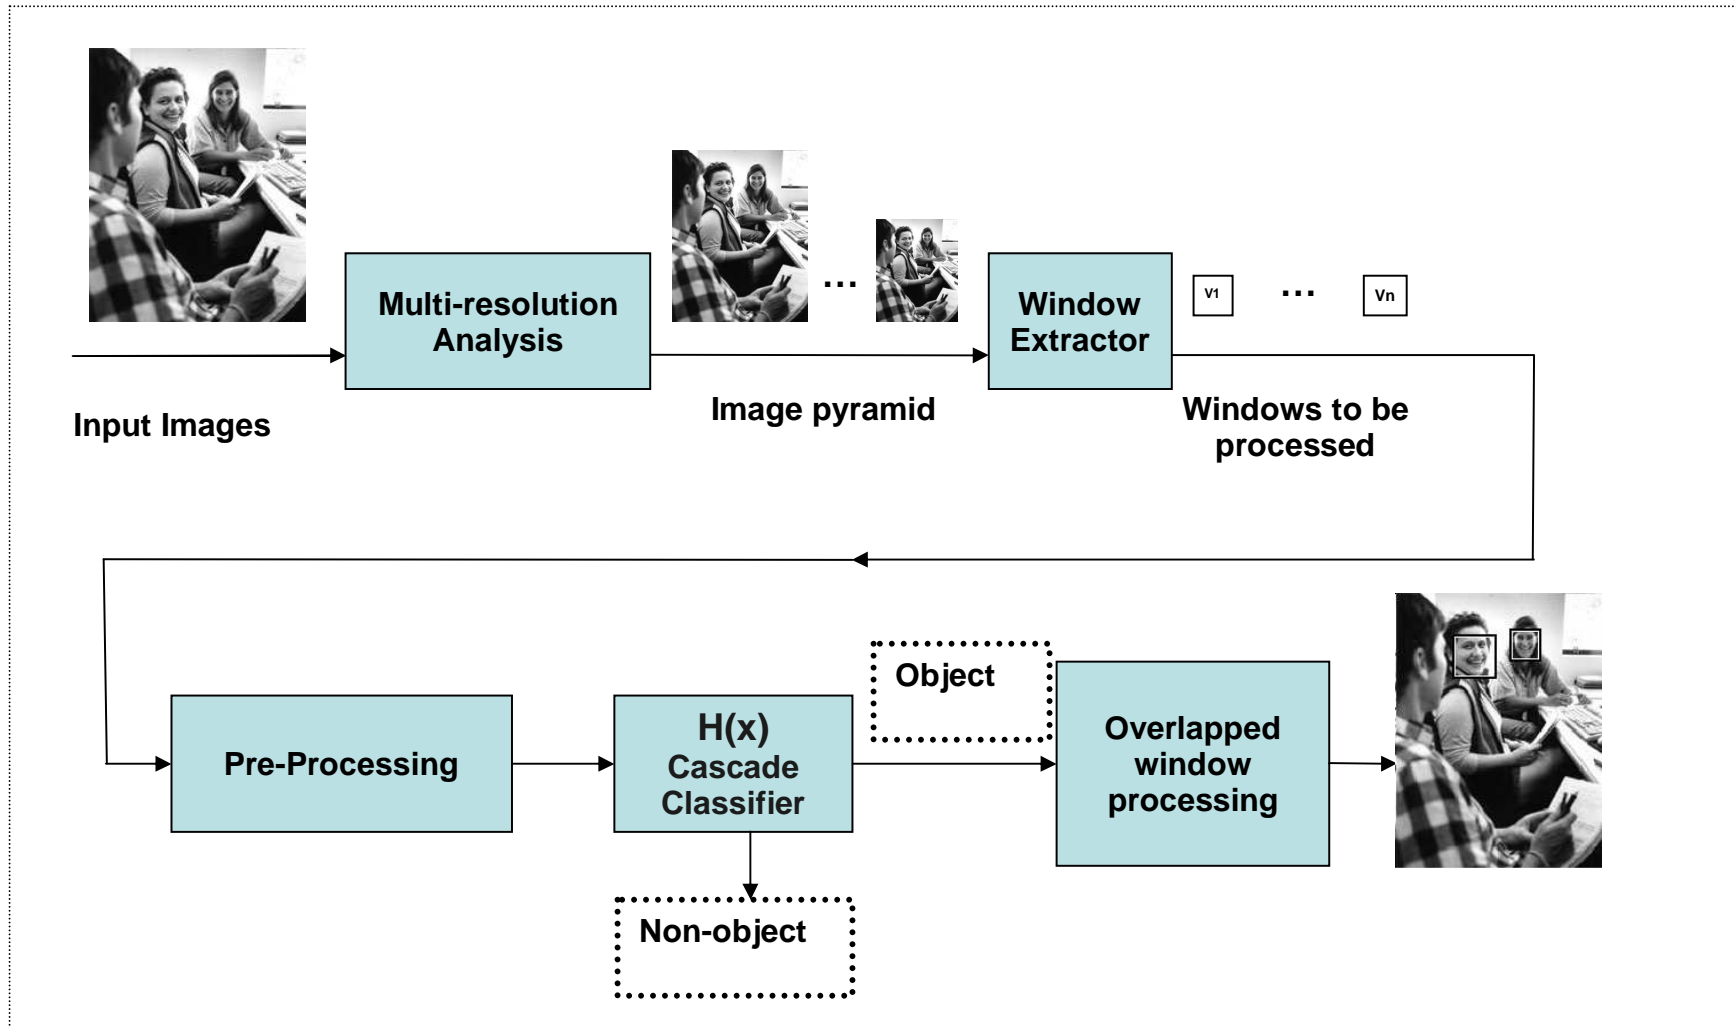 Multi-resolution
Analysis
Window
Extractor
V1
...
Vn
...
Input Images
Image pyramid
Windows to be
processed
Pre-Processing
H(x)
Cascade
Classifier
Object
Non-object
Overlapped
window
processing